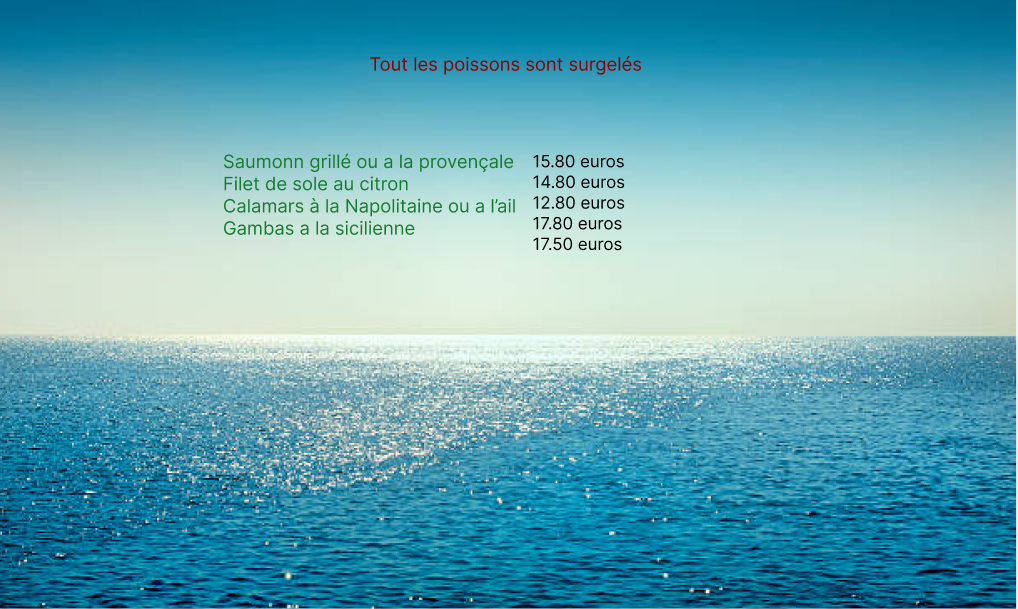 Tout les poissons sont surgelés
Saumonn grillé ou a la provençale 15.80 euros
Filet de sole au citron 14.80 euros
Calamars à la Napolitaine ou a l'ail 12.80 euros
Gambas a la sicilienne 17.80 euros
17.50 euros